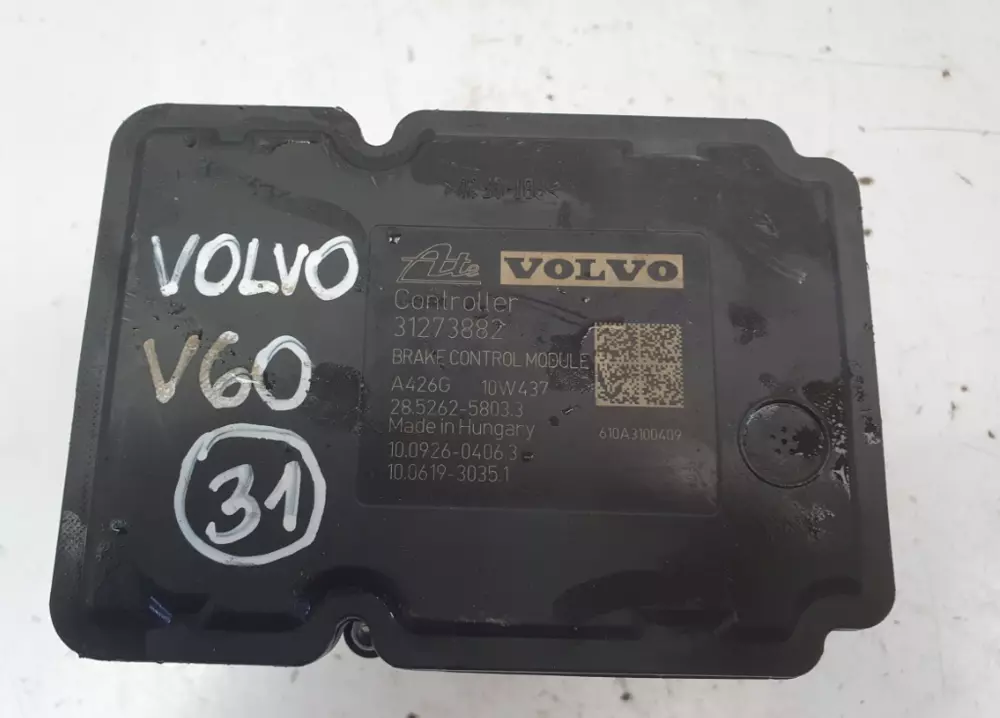 VOLVO
V60
31
Ate VOLVO
Controller
31273882
BRAKE CONTROL MODULE
A426G 10W437
28.5262-5803.3
Made in Hungary
610A3100409
10.0926-0406.3
10.0619-3035.1